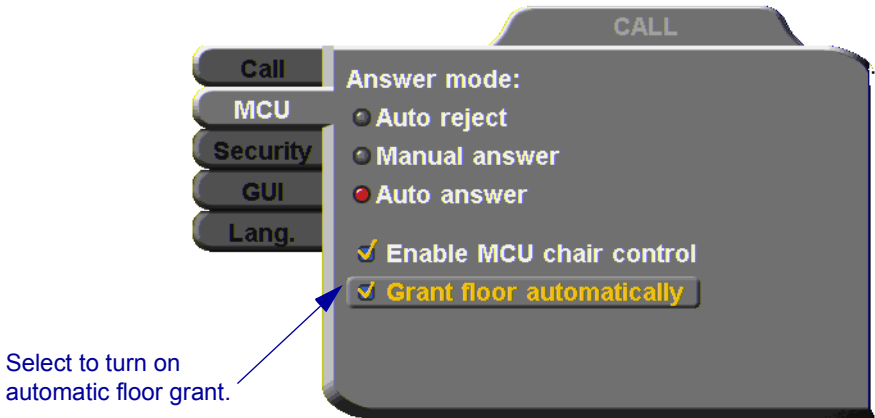 CALL
Call
MCU
Security
GUI
Lang.
Answer mode:
Auto reject
Manual answer
Auto answer
Enable MCU chair control
Grant floor automatically
Select to turn on
automatic floor grant.